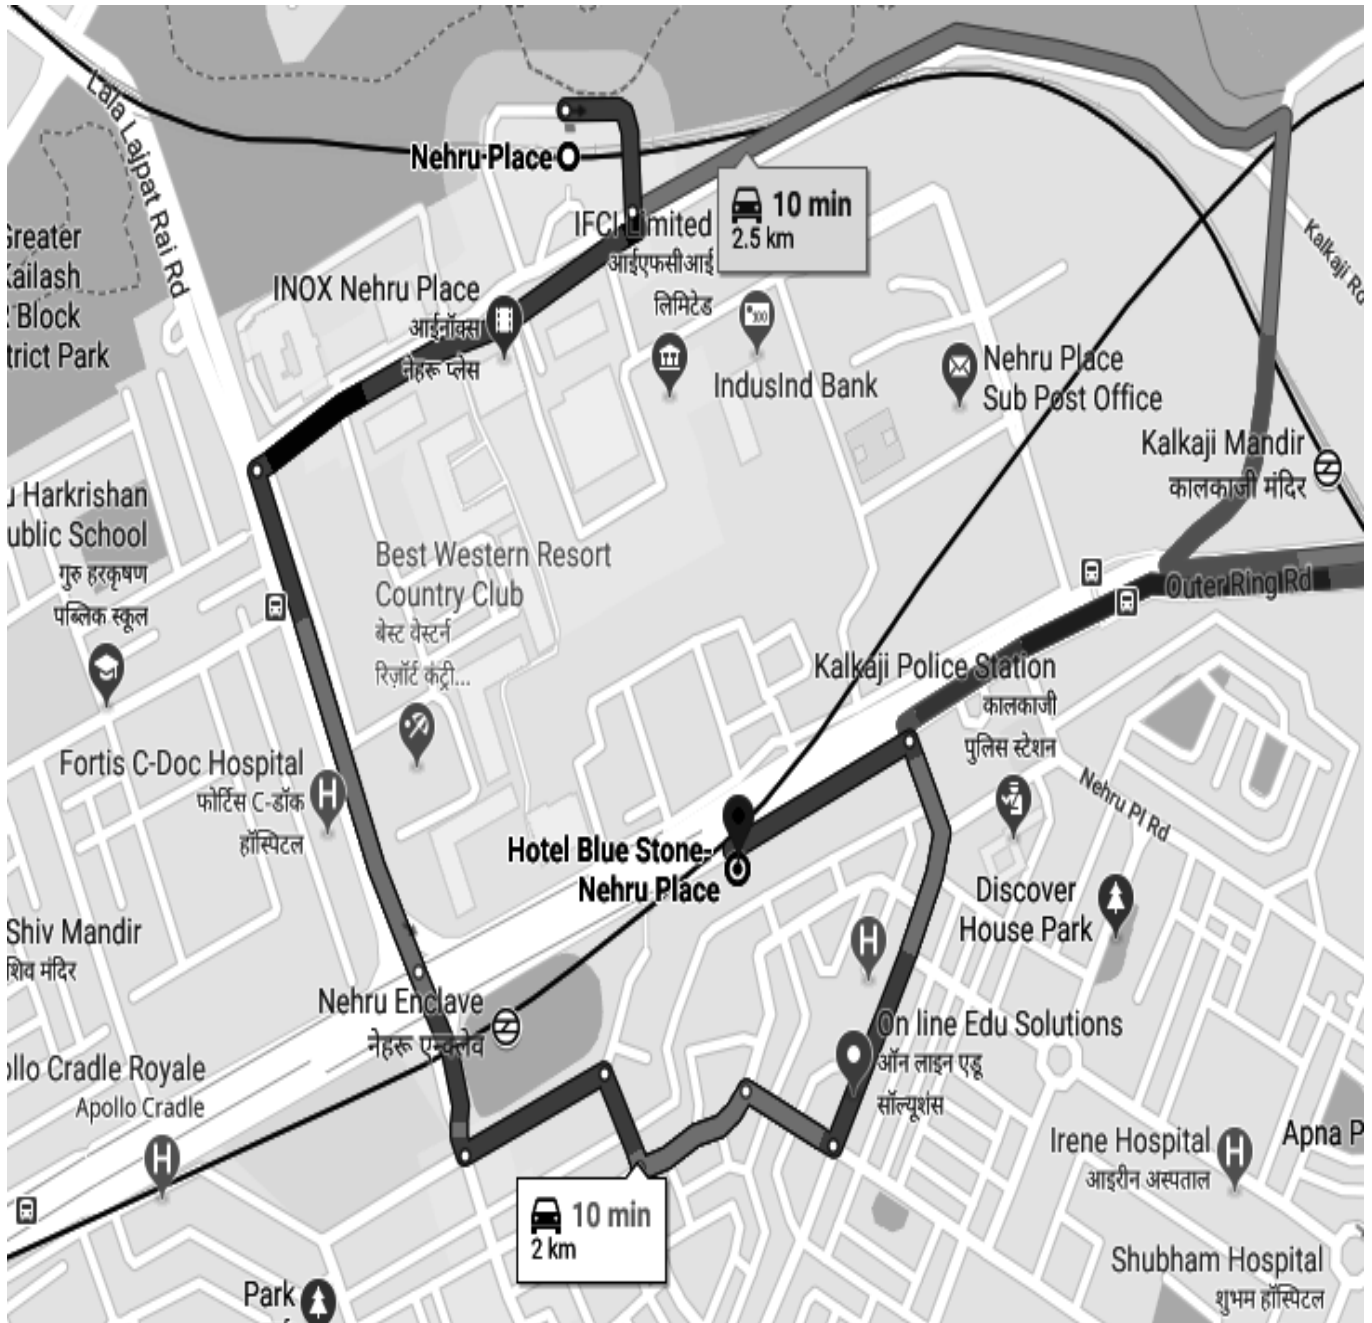 Lala Lajpat Rai Rd
Nehru Place
10 min
2.5 km
IFCI Limited
आईएफसीआई
लिमिटेड
Kalkaji Rd
Greater
Kailash
Block
trict Park
INOX Nehru Place
आईनॉक्स
नेहरू प्लेस
100
IndusInd Bank
Nehru Place
Sub Post Office
Kalkaji Mandir
कालकाजी मंदिर
u Harkrishan
ublic School
गुरु हरकृषण
पब्लिक स्कूल
Best Western Resort
Country Club
बेस्ट वेस्टर्न
रिज़ॉर्ट कंट्री...
Outer Ring Rd
Kalkaji Police Station
कालकाजी
पुलिस स्टेशन
Nehru Pl Rd
Fortis C-Doc Hospital
फोर्टिस C-डॉक
हॉस्पिटल
H
Hotel Blue Stone-
Nehru Place
Discover
House Park
Shiv Mandir
शिव मंदिर
H
Nehru Enclave
नेहरू एन्क्लेव
On line Edu Solutions
ऑन लाइन एडू
सॉल्यूशंस
ollo Cradle Royale
Apollo Cradle
H
Irene Hospital
आइरीन अस्पताल
H
Apna P
10 min
2 km
Shubham Hospital
शुभम हॉस्पिटल
Park